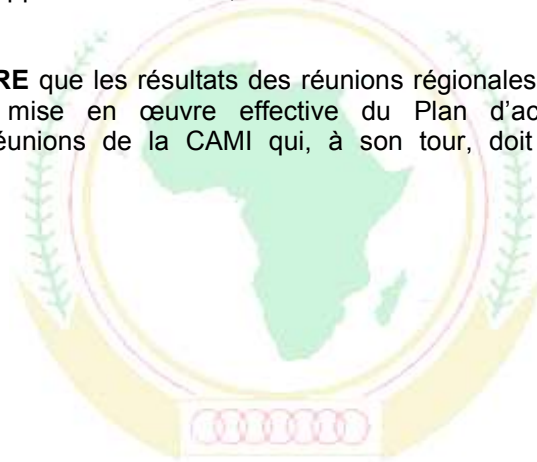 RE que les résultats des réunions régionales
mise en œuvre effective du Plan d'ac
éunions de la CAMI qui, à son tour, doit